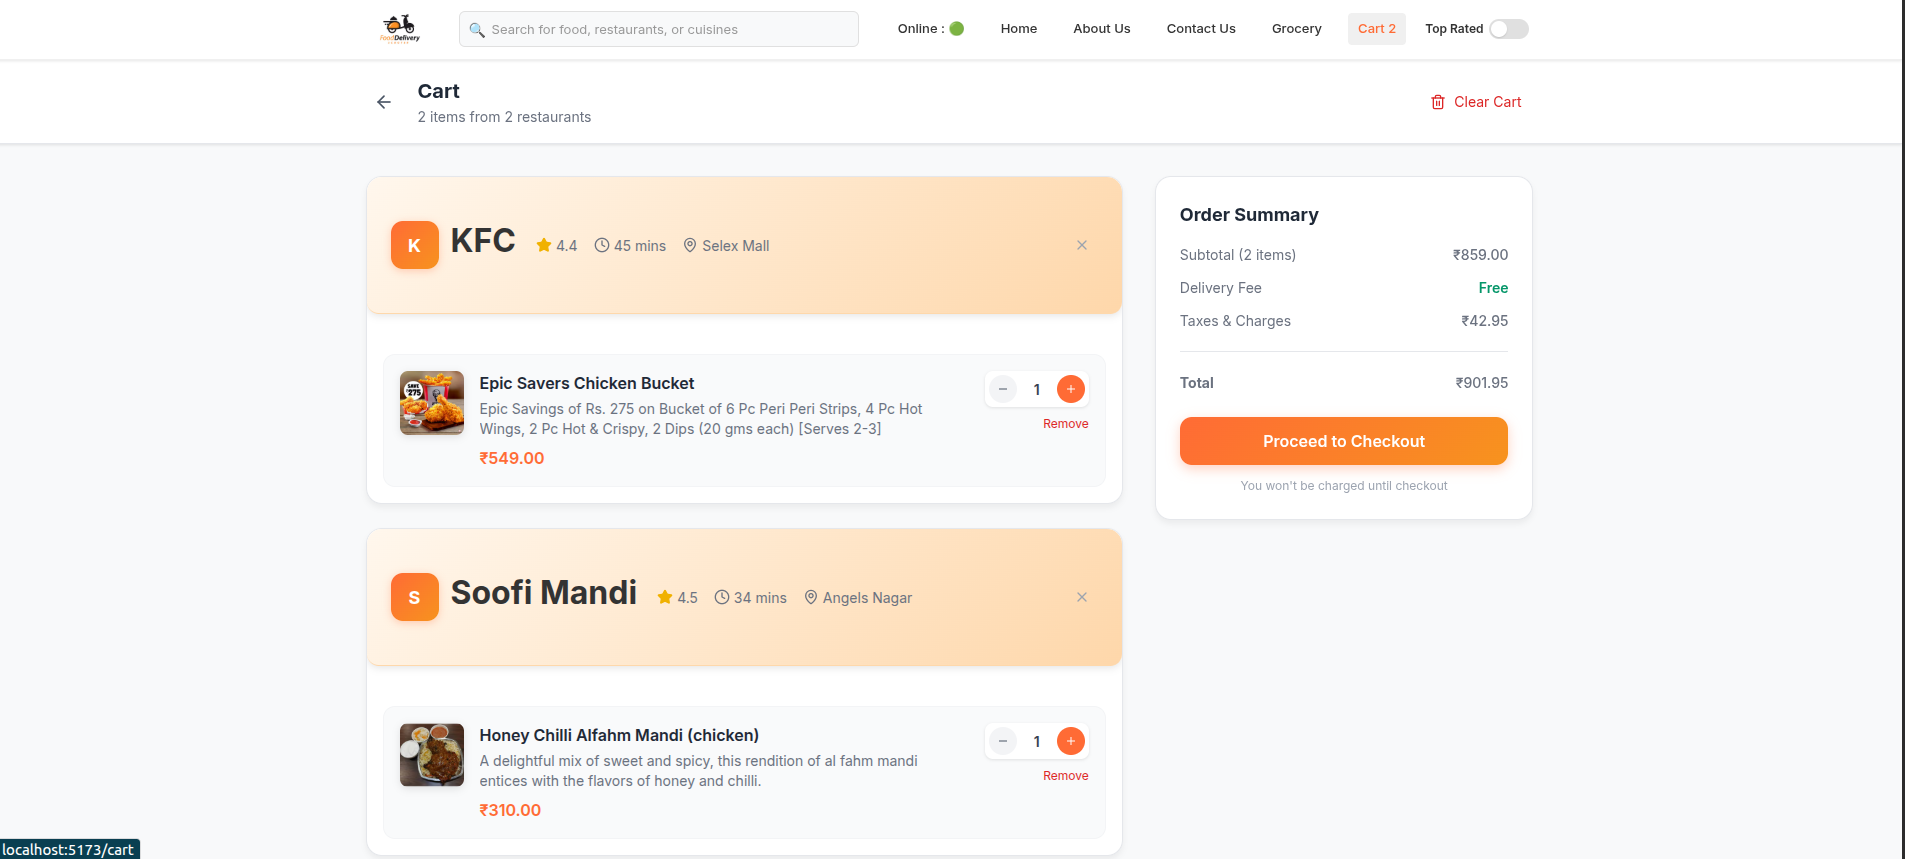 FoodDelivery
Search for food, restaurants, or cuisines
Online :
Home
About Us
Contact Us
Grocery
Cart 2
Top Rated
Cart
2 items from 2 restaurants
Clear Cart
K
KFC
4.4
45 mins
Selex Mall
SAVE
₹275
Epic Savers Chicken Bucket
Epic Savings of Rs. 275 on Bucket of 6 Pc Peri Peri Strips, 4 Pc Hot
Wings, 2 Pc Hot & Crispy, 2 Dips (20 gms each) [Serves 2-3]
₹549.00
− 1 +
Remove
S
Soofi Mandi
4.5
34 mins
Angels Nagar
Honey Chilli Alfahm Mandi (chicken)
A delightful mix of sweet and spicy, this rendition of al fahm mandi
entices with the flavors of honey and chilli.
₹310.00
− 1 +
Remove
Order Summary
Subtotal (2 items) ₹859.00
Delivery Fee Free
Taxes & Charges ₹42.95
Total ₹901.95
Proceed to Checkout
You won't be charged until checkout
localhost:5173/cart